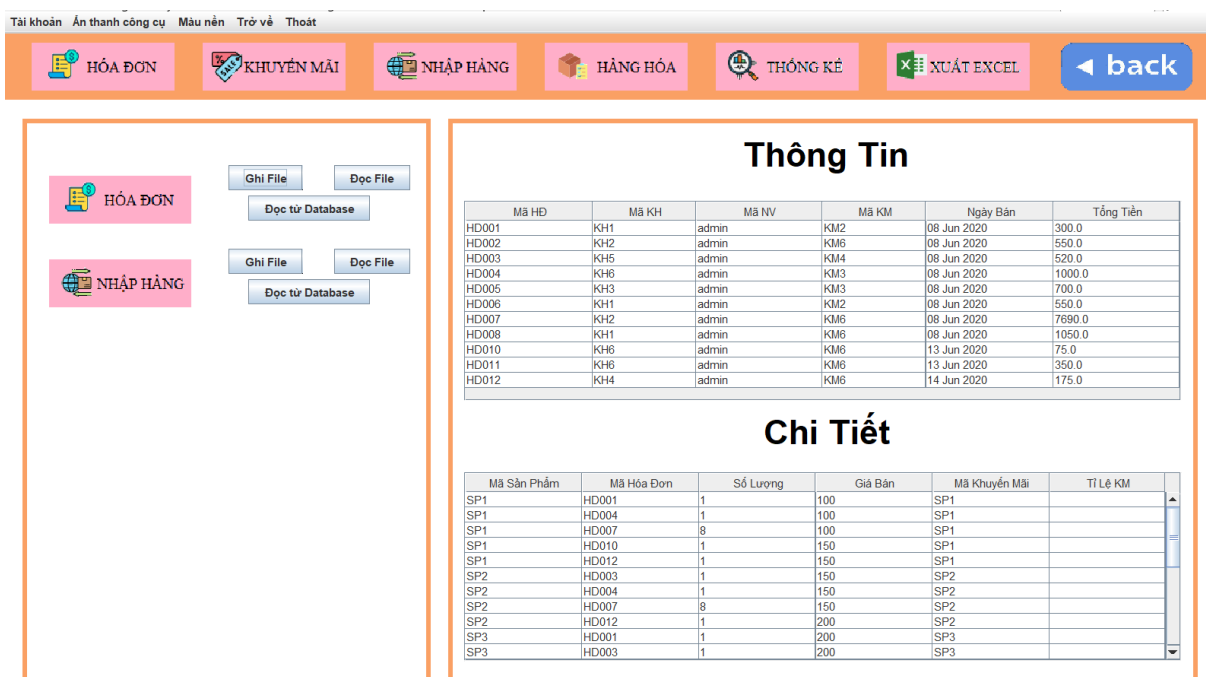 Tài khoản Ẩn thanh công cụ Màu nền Trở về Thoát
HÓA ĐƠN KHUYẾN MÃI NHẬP HÀNG HÀNG HÓA THỐNG KÊ XUẤT EXCEL back
Thông Tin
Ghi File Đọc File
HÓA ĐƠN
Đọc từ Database
Ghi File Đọc File
NHẬP HÀNG
Đọc từ Database
Mã HĐ Mã KH Mã NV Mã KM Ngày Bán Tổng Tiền
HD001 KH1 admin KM2 08 Jun 2020 300.0
HD002 KH2 admin KM6 08 Jun 2020 550.0
HD003 KH5 admin KM4 08 Jun 2020 520.0
HD004 KH6 admin KM3 08 Jun 2020 1000.0
HD005 KH3 admin KM3 08 Jun 2020 700.0
HD006 KH1 admin KM2 08 Jun 2020 550.0
HD007 KH2 admin KM6 08 Jun 2020 7690.0
HD008 KH1 admin KM6 08 Jun 2020 1050.0
HD010 KH6 admin KM6 13 Jun 2020 75.0
HD011 KH6 admin KM6 13 Jun 2020 350.0
HD012 KH4 admin KM6 14 Jun 2020 175.0
Chi Tiết
Mã Sản Phẩm Mã Hóa Đơn Số Lượng Giá Bán Mã Khuyến Mãi Tỉ Lệ KM
SP1 HD001 1 100 SP1
SP1 HD004 1 100 SP1
SP1 HD007 8 100 SP1
SP1 HD010 1 150 SP1
SP1 HD012 1 150 SP1
SP2 HD003 1 150 SP2
SP2 HD004 1 150 SP2
SP2 HD007 8 150 SP2
SP2 HD012 1 200 SP2
SP3 HD001 1 200 SP3
SP3 HD003 1 200 SP3